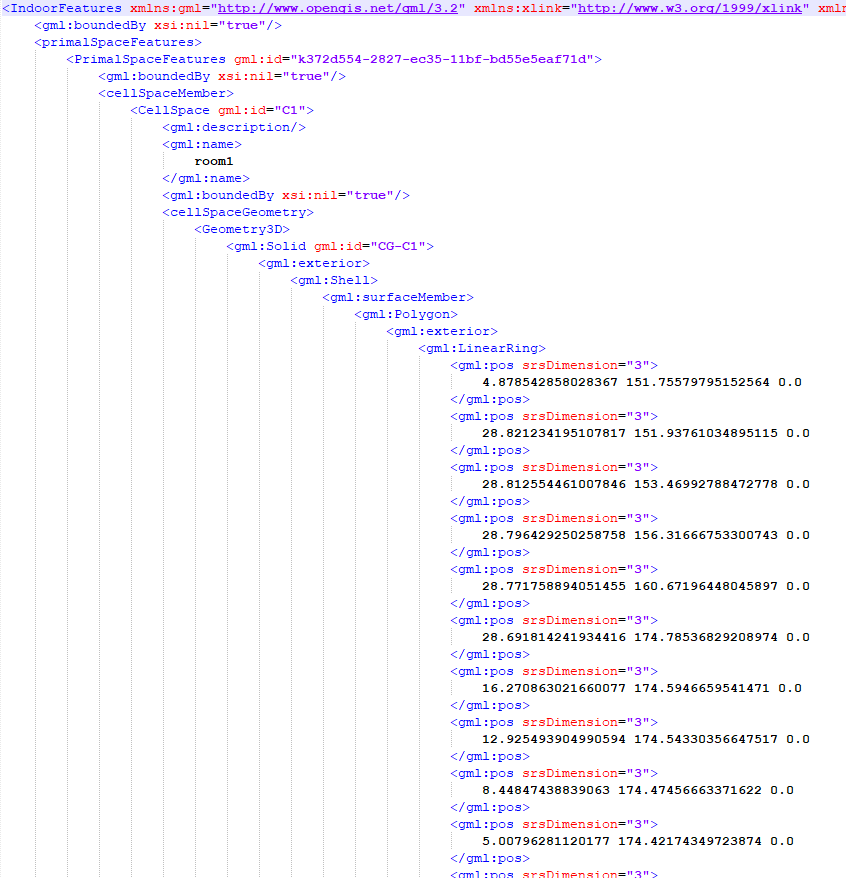 <IndoorFeatures xmlns:gml="http://www.opengis.net/gml/3.2" xmlns:xlink="http://www.w3.org/1999/xlink"
<gml:boundedBy xsi:nil="true"/>
<primalSpaceFeatures>
<PrimalSpaceFeatures gml:id="k372d554-2827-ec35-11bf-bd55e5eaf71d">
<gml:boundedBy xsi:nil="true"/>
<cellSpaceMember>
<CellSpace gml:id="C1">
<gml:description/>
<gml:name>
room1
</gml:name>
<gml:boundedBy xsi:nil="true"/>
<cellSpaceGeometry>
<Geometry3D>
<gml:Solid gml:id="CG-C1">
<gml:exterior>
<gml:Shell>
<gml:surfaceMember>
<gml:Polygon>
<gml:exterior>
<gml:LinearRing>
<gml:pos srsDimension="3">
4.878542858028367 151.75579795152564 0.0
</gml:pos>
<gml:pos srsDimension="3">
28.821234195107817 151.93761034895115 0.0
</gml:pos>
<gml:pos srsDimension="3">
28.812554461007846 153.46992788472778 0.0
</gml:pos>
<gml:pos srsDimension="3">
28.796429250258758 156.31666753300743 0.0
</gml:pos>
<gml:pos srsDimension="3">
28.771758894051455 160.67196448045897 0.0
</gml:pos>
<gml:pos srsDimension="3">
28.691814241934416 174.78536829208974 0.0
</gml:pos>
<gml:pos srsDimension="3">
16.270863021660077 174.5946659541471 0.0
</gml:pos>
<gml:pos srsDimension="3">
12.925493904990594 174.54330356647517 0.0
</gml:pos>
<gml:pos srsDimension="3">
8.44847438839063 174.47456663371622 0.0
</gml:pos>
<gml:pos srsDimension="3">
5.00796281120177 174.42174349723874 0.0
</gml:pos>
<gml:pos srsDimension="3">